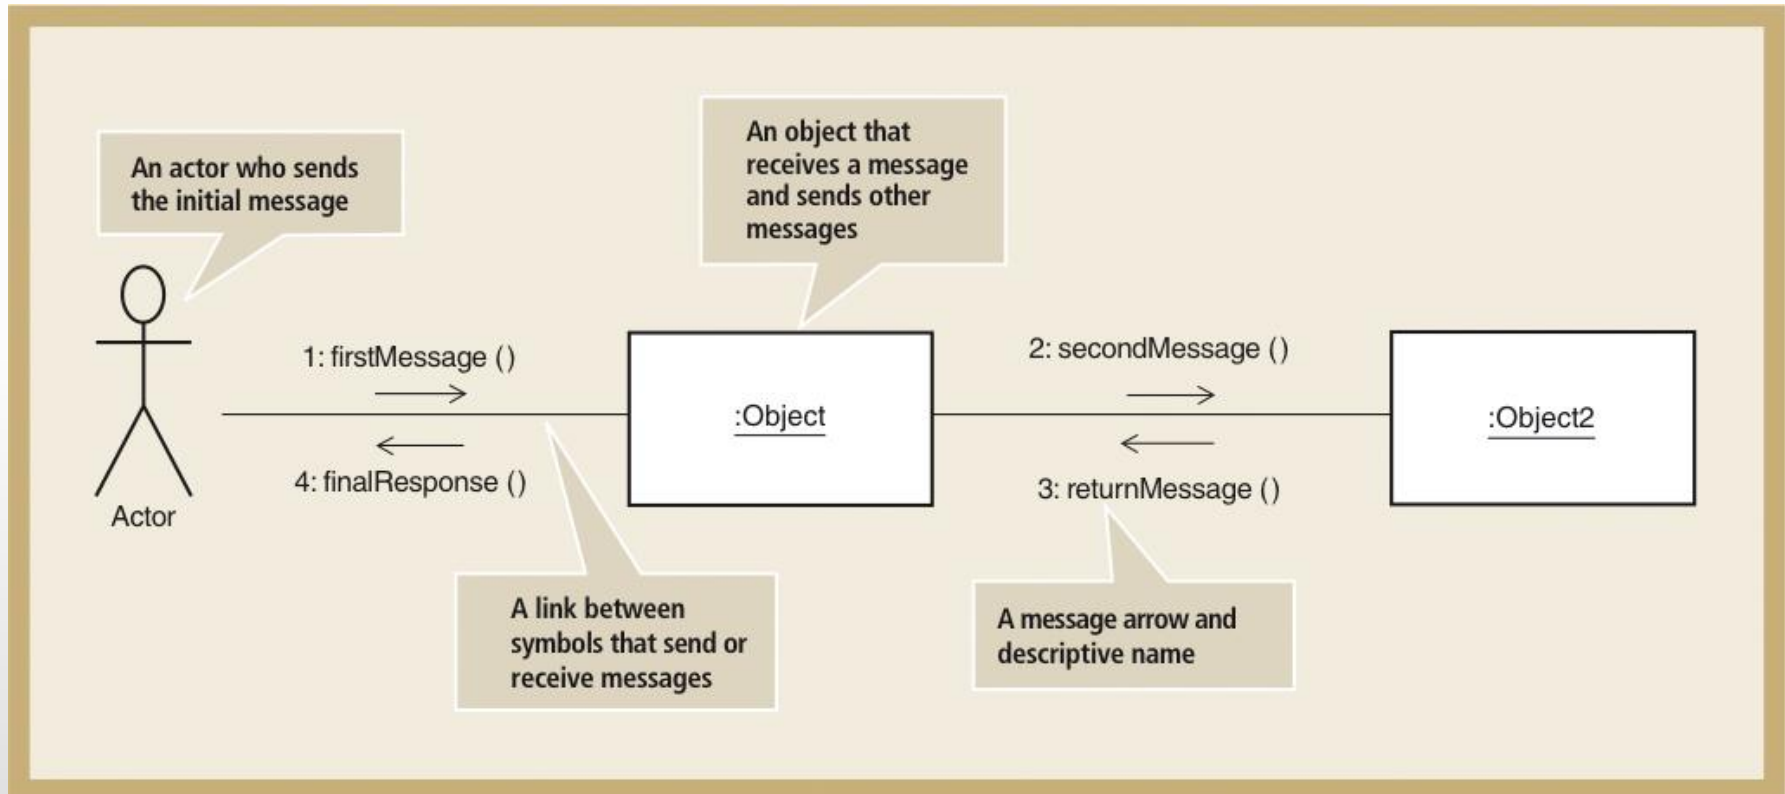 An actor who sends
the initial message
An object that
receives a message
and sends other
messages
1: firstMessage ()
2: secondMessage ()
:Object
:Object2
4: finalResponse ()
3: returnMessage ()
Actor
A link between
symbols that send or
receive messages
A message arrow and
descriptive name